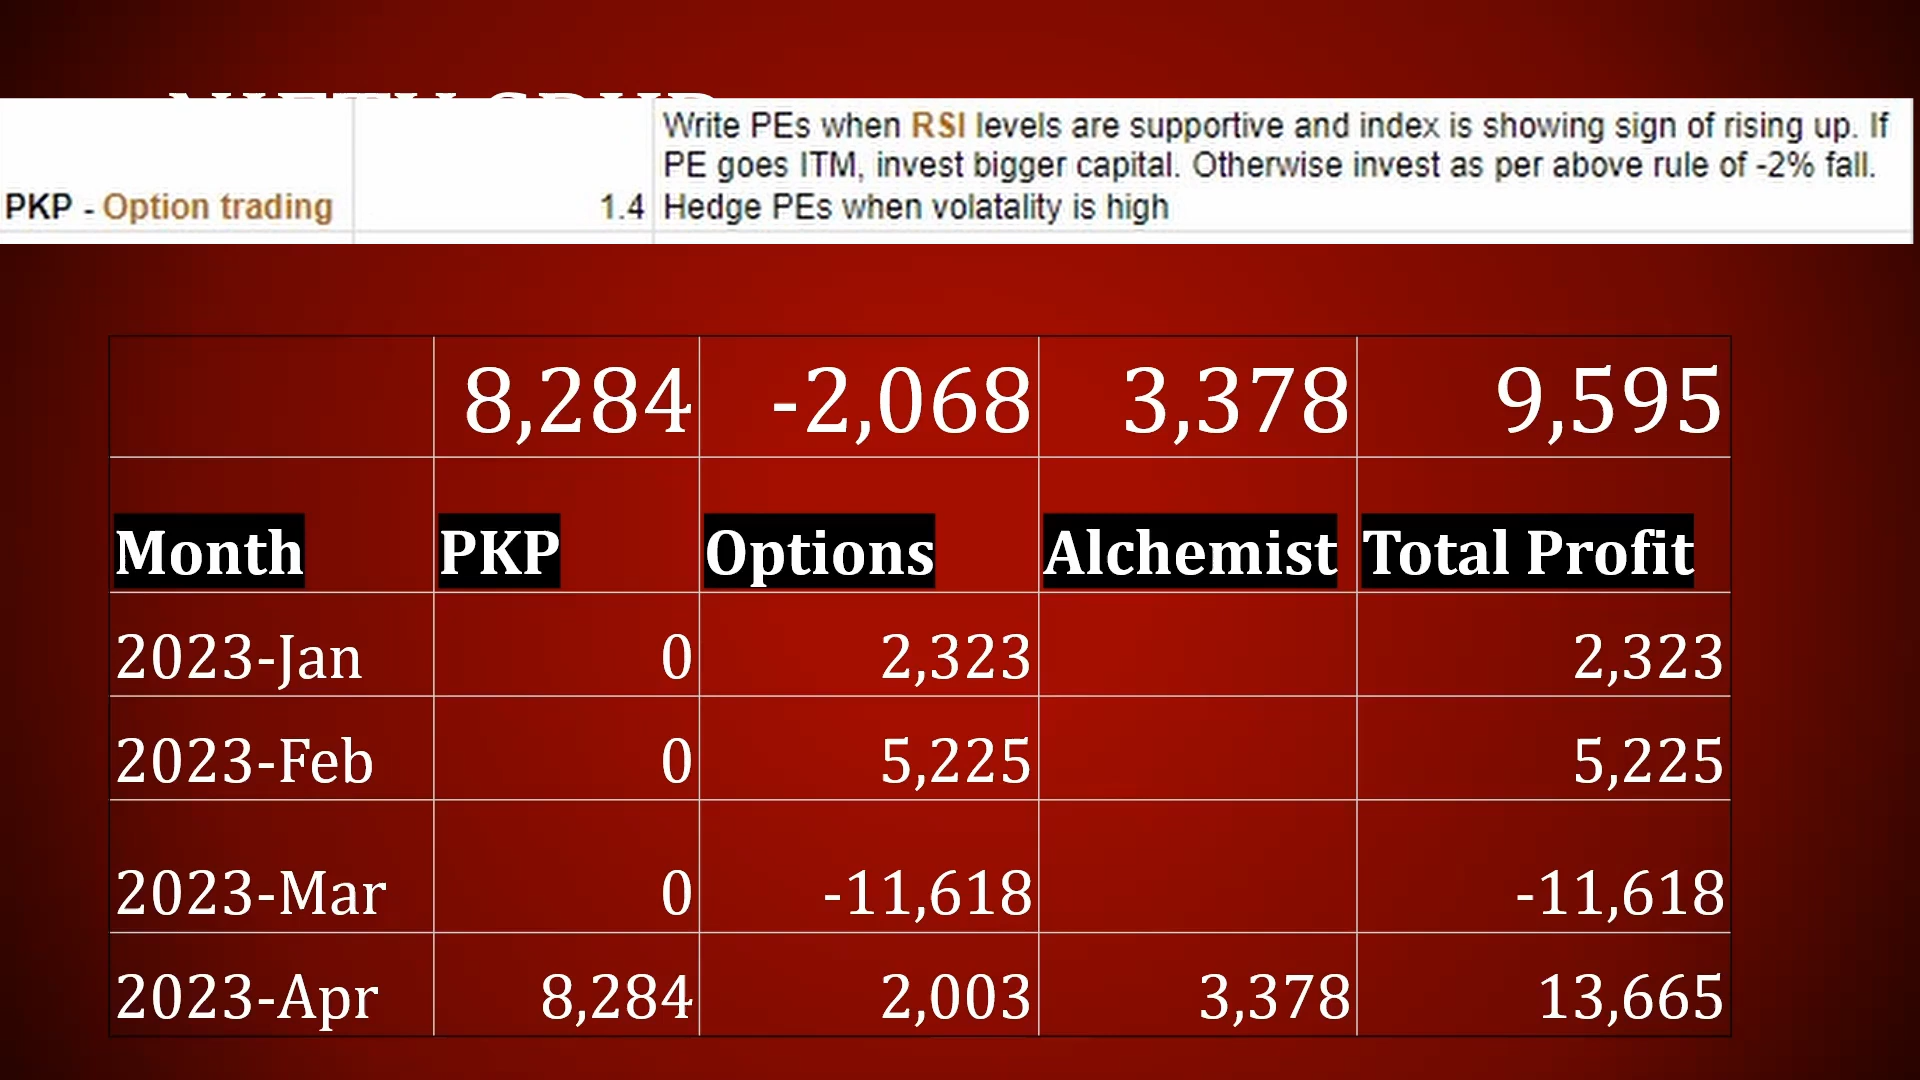 Write PEs when RSI levels are supportive and index is showing sign of rising up. If
PE goes ITM, invest bigger capital. Otherwise invest as per above rule of -2% fall.
PKP - Option trading 1.4 Hedge PEs when volatality is high
8,284 -2,068 3,378 9,595
Month PKP Options Alchemist Total Profit
2023-Jan 0 2,323 2,323
2023-Feb 0 5,225 5,225
2023-Mar 0 -11,618 -11,618
2023-Apr 8,284 2,003 3,378 13,665